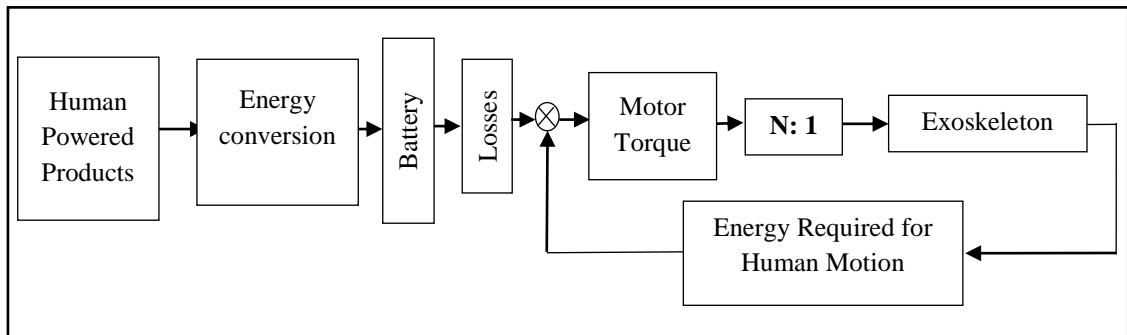 Human
Powered
Products
Energy
conversion
Battery
Losses
Motor
Torque
N: 1
Exoskeleton
Energy Required for
Human Motion